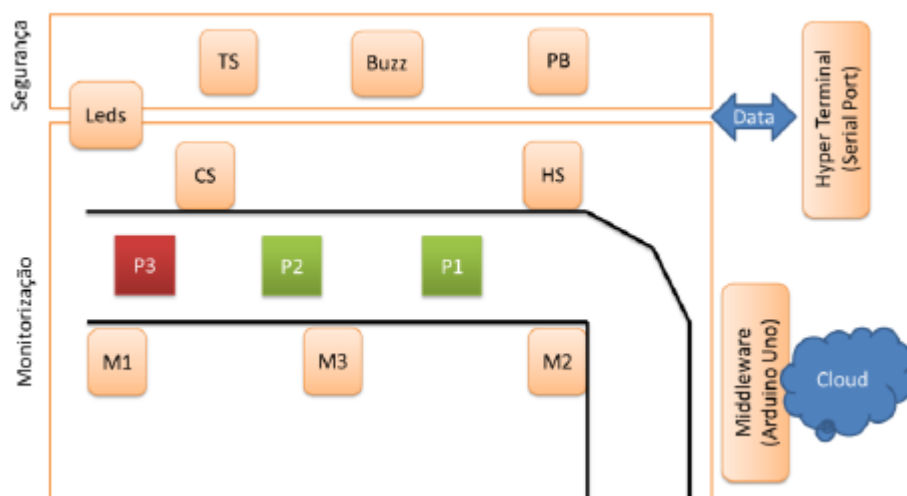 Segurança
TS
Buzz
PB
Leds
Data
Hyper Terminal
(Serial Port)
Monitorização
CS
HS
P3
P2
P1
M1
M3
M2
Middleware
(Arduino Uno)
Cloud